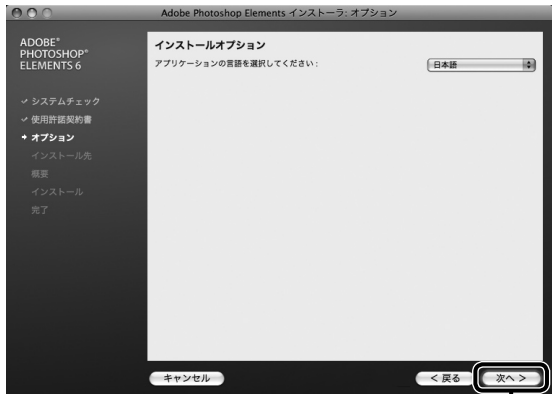 Adobe Photoshop Elements インストーラ: オプション
ADOBE®
PHOTOSHOP®
ELEMENTS 6
システムチェック
使用許諾契約書
オプション
インストール先
概要
インストール
完了
インストールオプション
アプリケーションの言語を選択してください:
日本語
キャンセル
< 戻る
次へ >